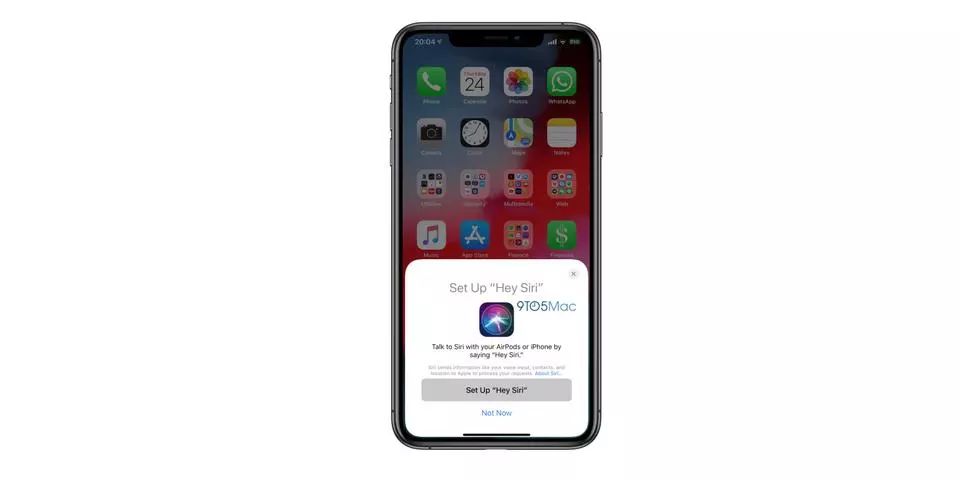 20:04
Thursday
24
Phone
Calendar
Photos
WhatsApp
Camera
Clock
Maps
Notes
Utilities
Multimedia
Web
Music
App Store
Finance
Set Up “Hey Siri”
9TO5Mac
Talk to Siri with your AirPods or iPhone by
saying “Hey Siri.”
Siri sends information like your voice input, contacts, and
location to Apple to process your requests. About Siri...
Set Up “Hey Siri”
Not Now